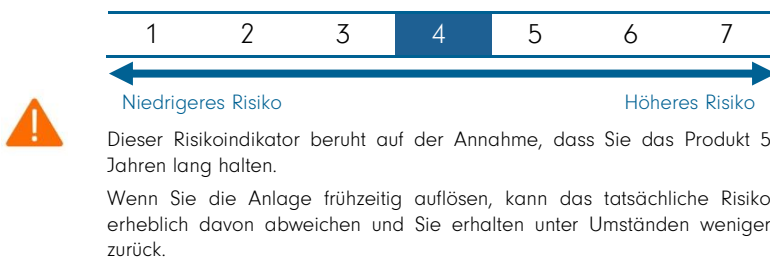 1 2 3 4 5 6 7
Niedrigeres Risiko Höheres Risiko
Dieser Risikoindikator beruht auf der Annahme, dass Sie das Produkt 5
Jahren lang halten.
Wenn Sie die Anlage frühzeitig auflösen, kann das tatsächliche Risiko
erheblich davon abweichen und Sie erhalten unter Umständen weniger
zurück.